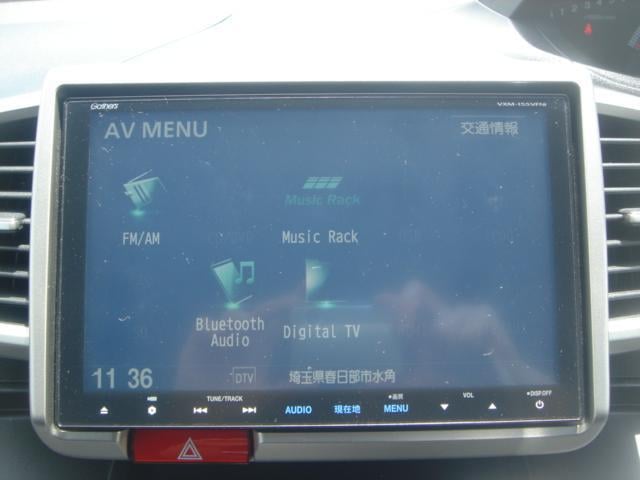 Gathers
VXM-155VFNi
AV MENU
交通情報
Music Rack
FM/AM
Music Rack
Bluetooth
Audio
Digital TV
11 36
DTV
埼玉県春日部市水角
TUNE/TRACK
AUDIO
現在地
画面
MENU
VOL
DISP.OFF